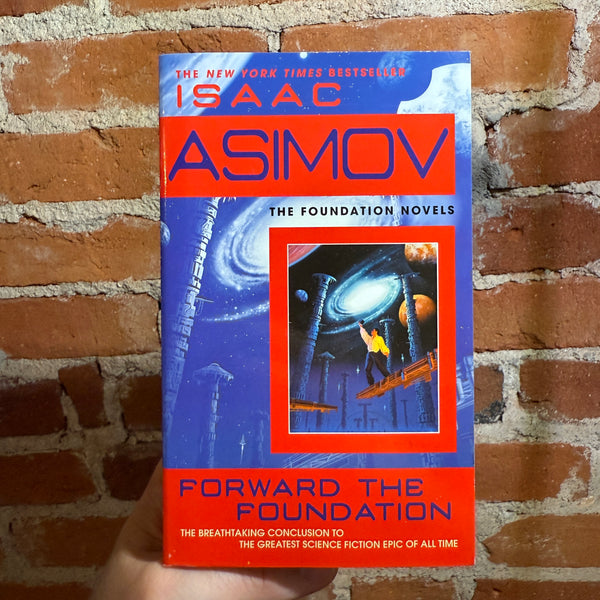 THE NEW YORK TIMES BESTSELLER
ISAAC
ASIMOV
THE FOUNDATION NOVELS
FORWARD THE
FOUNDATION
THE BREATHTAKING CONCLUSION TO
THE GREATEST SCIENCE FICTION EPIC OF ALL TIME